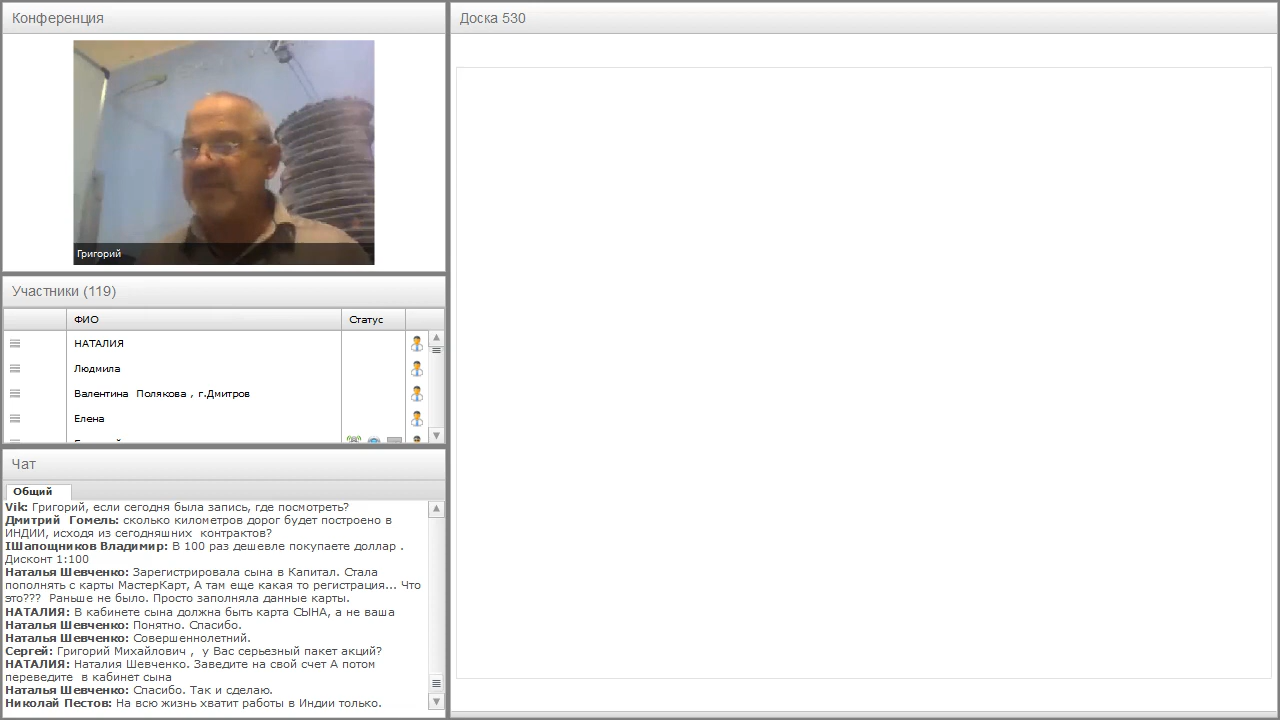 Конференция
Доска 530
Григорий
Участники (119)
ФИО
Статус
НАТАЛИЯ
Людмила
Валентина Полякова , г.Дмитров
Елена
Чат
Общий
Vik: Григорий, если сегодня была запись, где посмотреть?
Дмитрий Гомель: сколько километров дорог будет построено в
ИНДИИ, исходя из сегодняшних контрактов?
IШапощников Владимир: В 100 раз дешевле покупаете доллар .
Дисконт 1:100
Наталья Шевченко: Зарегистрировала сына в Капитал. Стала
пополнять с карты МастерКарт, А там еще какая то регистрация... Что
это??? Раньше не было. Просто заполняла данные карты.
НАТАЛИЯ: В кабинете сына должна быть карта СЫНА, а не ваша
Наталья Шевченко: Понятно. Спасибо.
Наталья Шевченко: Совершеннолетний.
Сергей: Григорий Михайлович , у Вас серьезный пакет акций?
НАТАЛИЯ: Наталия Шевченко. Заведите на свой счет А потом
переведите в кабинет сына
Наталья Шевченко: Спасибо. Так и сделаю.
Николай Пестов: На всю жизнь хватит работы в Индии только.